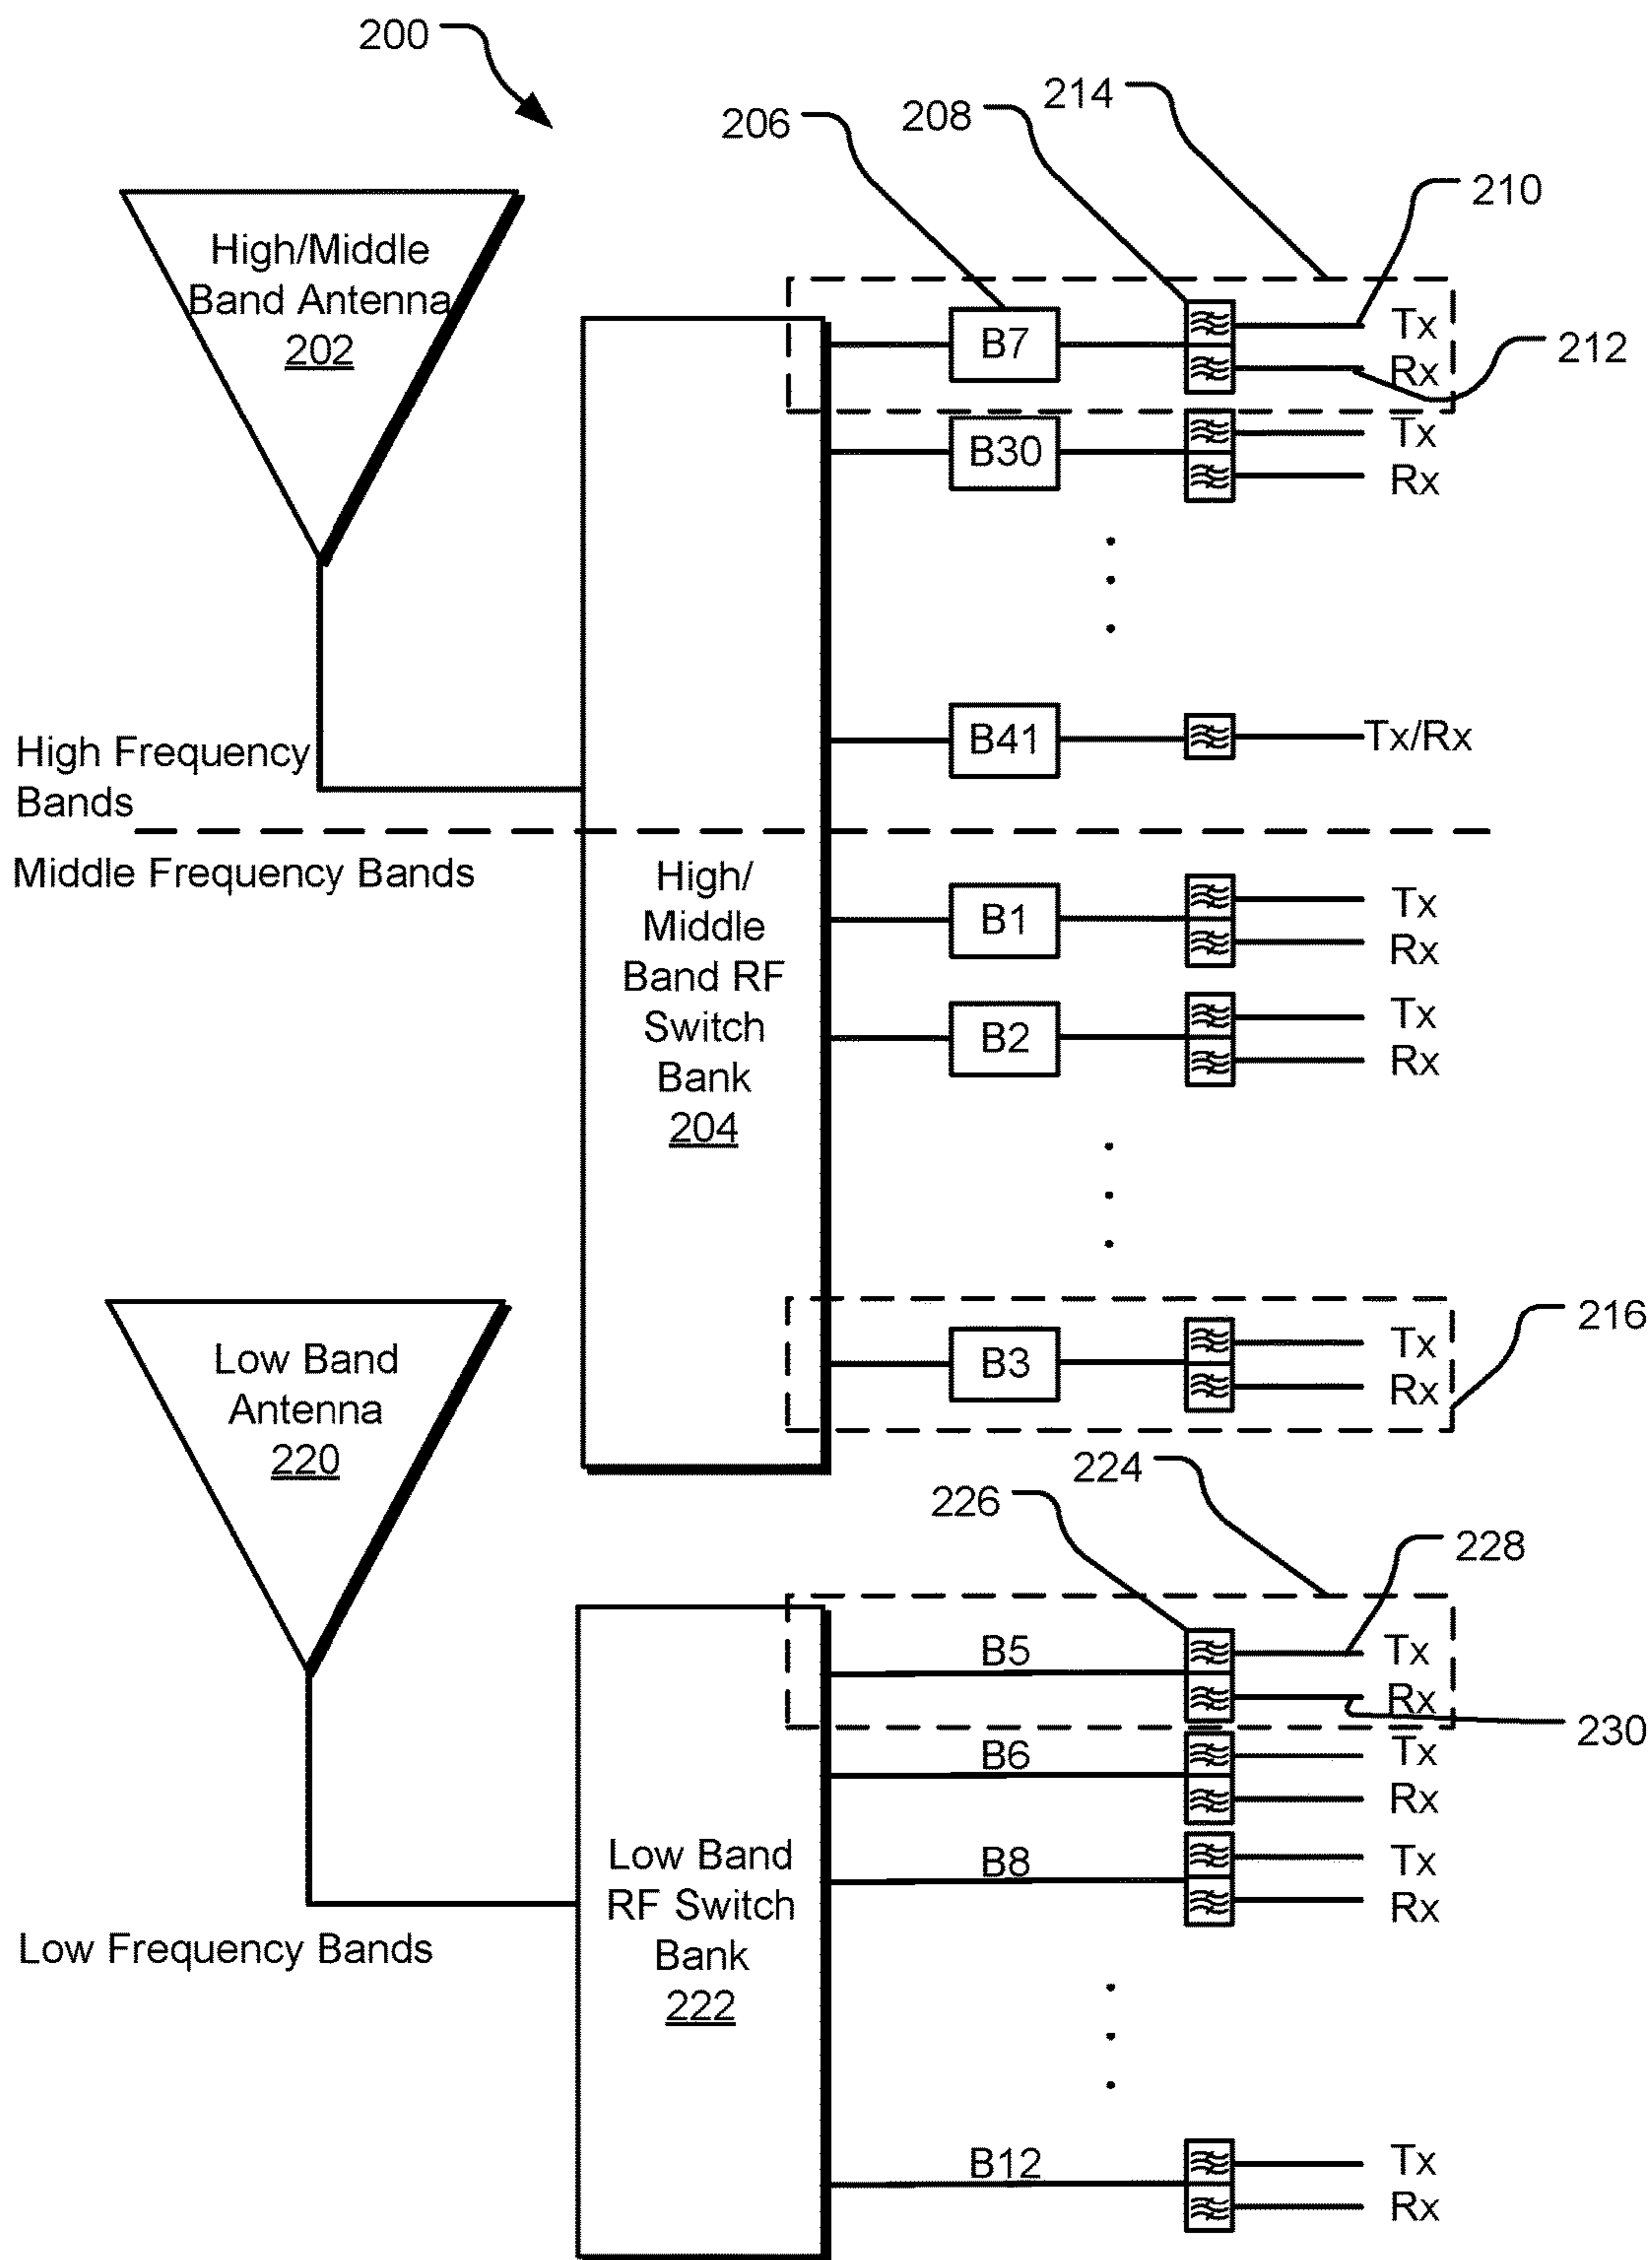 200
214
208
206
210
High/Middle
Band Antenna
202
B7
Tx
Rx
212
B30
Tx
Rx
B41
Tx/Rx
High Frequency
Bands
Middle Frequency Bands
High/
Middle
Band RF
Switch
Bank
204
B1
Tx
Rx
B2
Tx
Rx
216
B3
Tx
Rx
Low Band
Antenna
220
224
226
228
B5
Tx
Rx
230
B6
Tx
Rx
B8
Tx
Rx
Low Band
RF Switch
Bank
222
Low Frequency Bands
B12
Tx
Rx